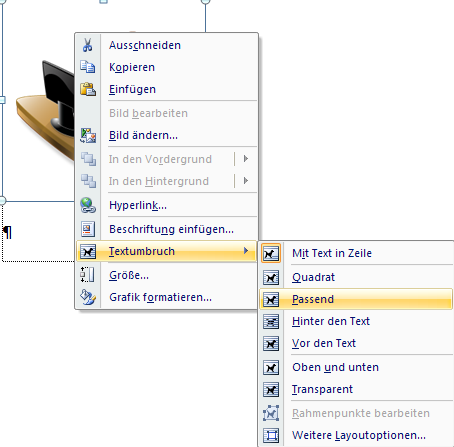 Ausschneiden
Kopieren
Einfügen
Bild bearbeiten
Bild ändern...
In den Vordergrund
In den Hintergrund
Hyperlink...
Beschriftung einfügen...
Textumbruch
Größe...
Grafik formatieren...
Mit Text in Zeile
Quadrat
Passend
Hinter den Text
Vor den Text
Oben und unten
Transparent
Rahmenpunkte bearbeiten
Weitere Layoutoptionen...
¶